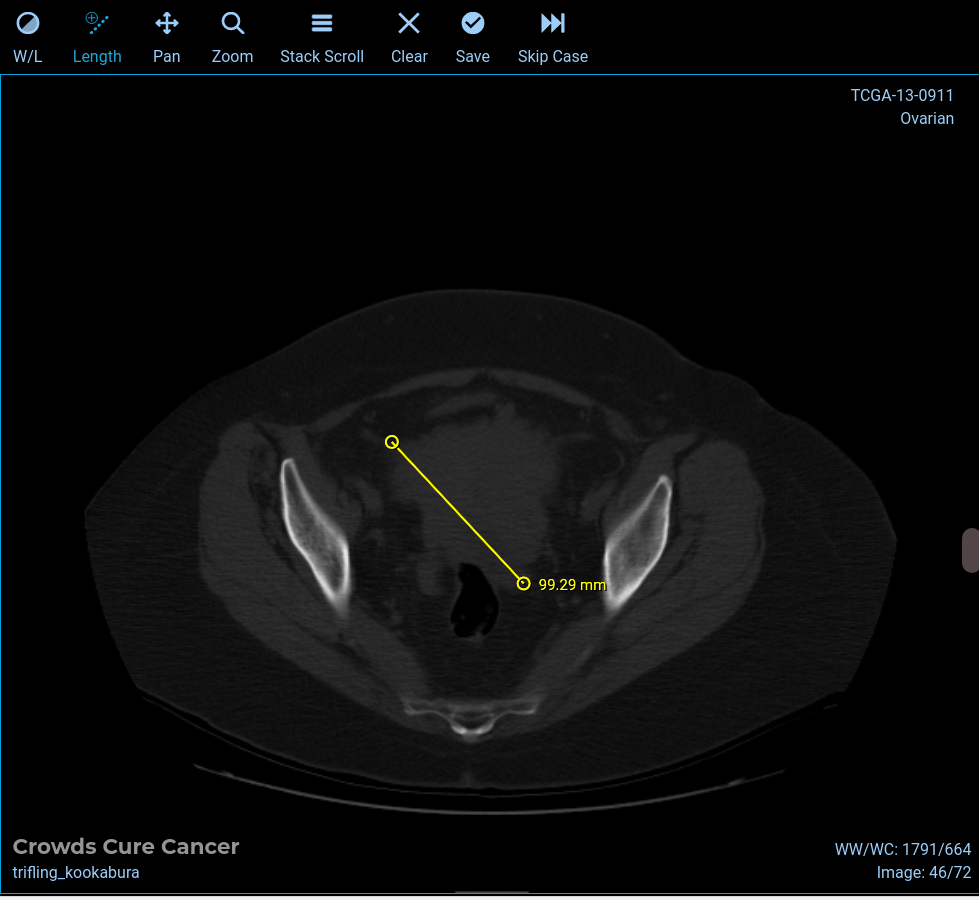 W/L Length Pan Zoom Stack Scroll Clear Save Skip Case
TCGA-13-0911
Ovarian
99.29 mm
Crowds Cure Cancer
trifling_kookabura
WW/WC: 1791/664
Image: 46/72